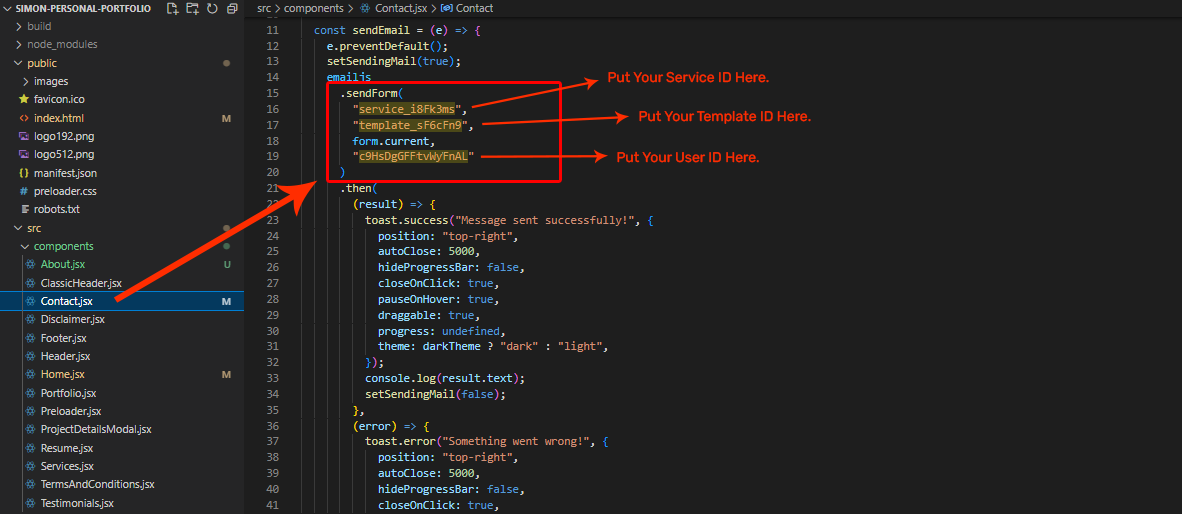 SIMON-PERSONAL-PORTFOLIO
build
node_modules
public
images
favicon.ico
index.html M
logo192.png
logo512.png
{} manifest.json
# preloader.css
robots.txt
src
components
About.jsx U
ClassicHeader.jsx
Contact.jsx M
Disclaimer.jsx
Footer.jsx
Header.jsx
Home.jsx M
Portfolio.jsx
Preloader.jsx
ProjectDetailsModal.jsx
Resume.jsx
Services.jsx
TermsAndConditions.jsx
Testimonials.jsx
src > components > Contact.jsx > Contact
11 const sendEmail = (e) => {
12 e.preventDefault();
13 setSendingMail(true);
14 emailjs
15 .sendForm(
16 "service_i8Fk3ms",
17 "template_sF6cFn9",
18 form.current,
19 "c9HsDgGFFtvWyFnAL"
20 )
21 .then(
22 (result) => {
23 toast.success("Message sent successfully!", {
24 position: "top-right",
25 autoClose: 5000,
26 hideProgressBar: false,
27 closeOnClick: true,
28 pauseOnHover: true,
29 draggable: true,
30 progress: undefined,
31 theme: darkTheme ? "dark" : "light",
32 });
33 console.log(result.text);
34 setSendingMail(false);
35 },
36 (error) => {
37 toast.error("Something went wrong!", {
38 position: "top-right",
39 autoClose: 5000,
40 hideProgressBar: false,
41 closeOnClick: true,
Put Your Service ID Here.
Put Your Template ID Here.
Put Your User ID Here.